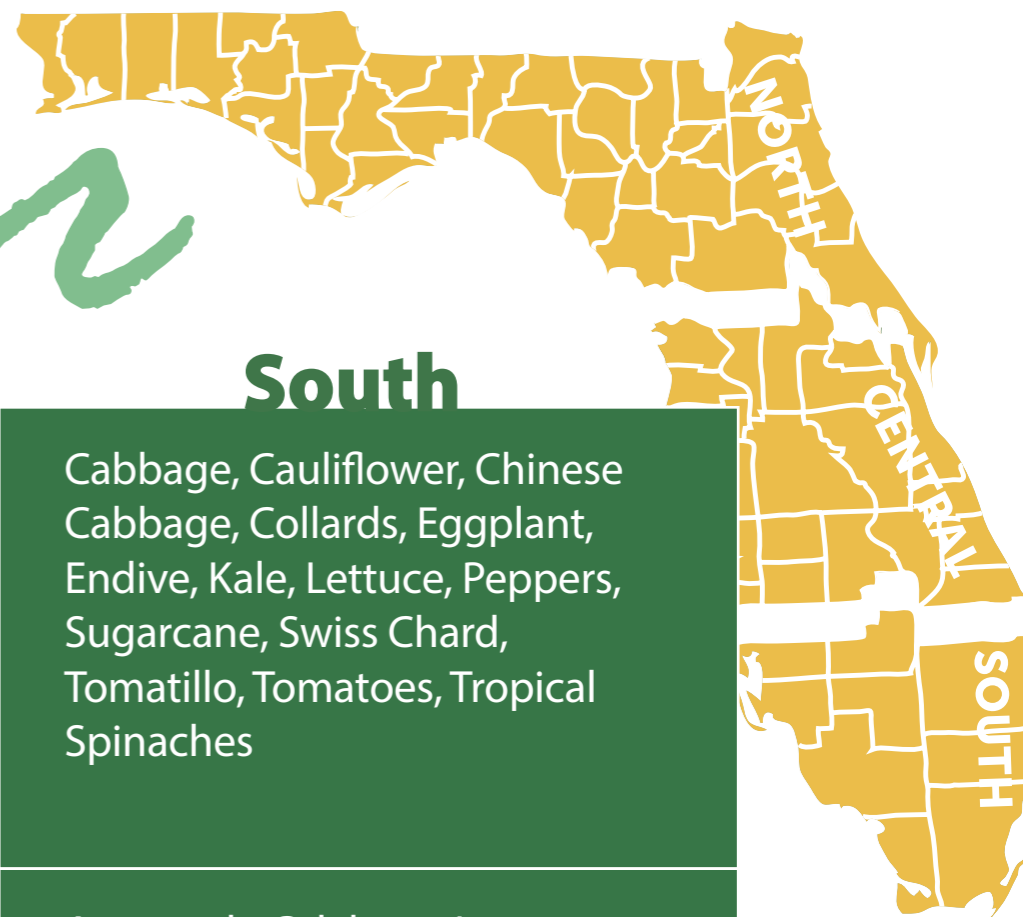 NORTH
South
CENTRAL
Cabbage, Cauliflower, Chinese
Cabbage, Collards, Eggplant,
Endive, Kale, Lettuce, Peppers,
Sugarcane, Swiss Chard,
Tomatillo, Tomatoes, Tropical
Spinaches
SOUTH